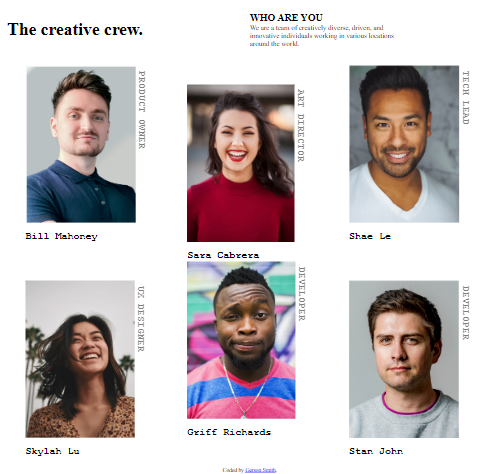 The creative crew.
WHO ARE YOU
We are a team of creatively diverse, driven, and
innovative individuals working in various locations
around the world.
PRODUCT OWNER
Bill Mahoney
ART DIRECTOR
Sara Cabrera
TECH LEAD
Shae Le
UX DESIGNER
Skylah Lu
DEVELOPER
Griff Richards
DEVELOPER
Stan John
Coded by Gerson Smith.